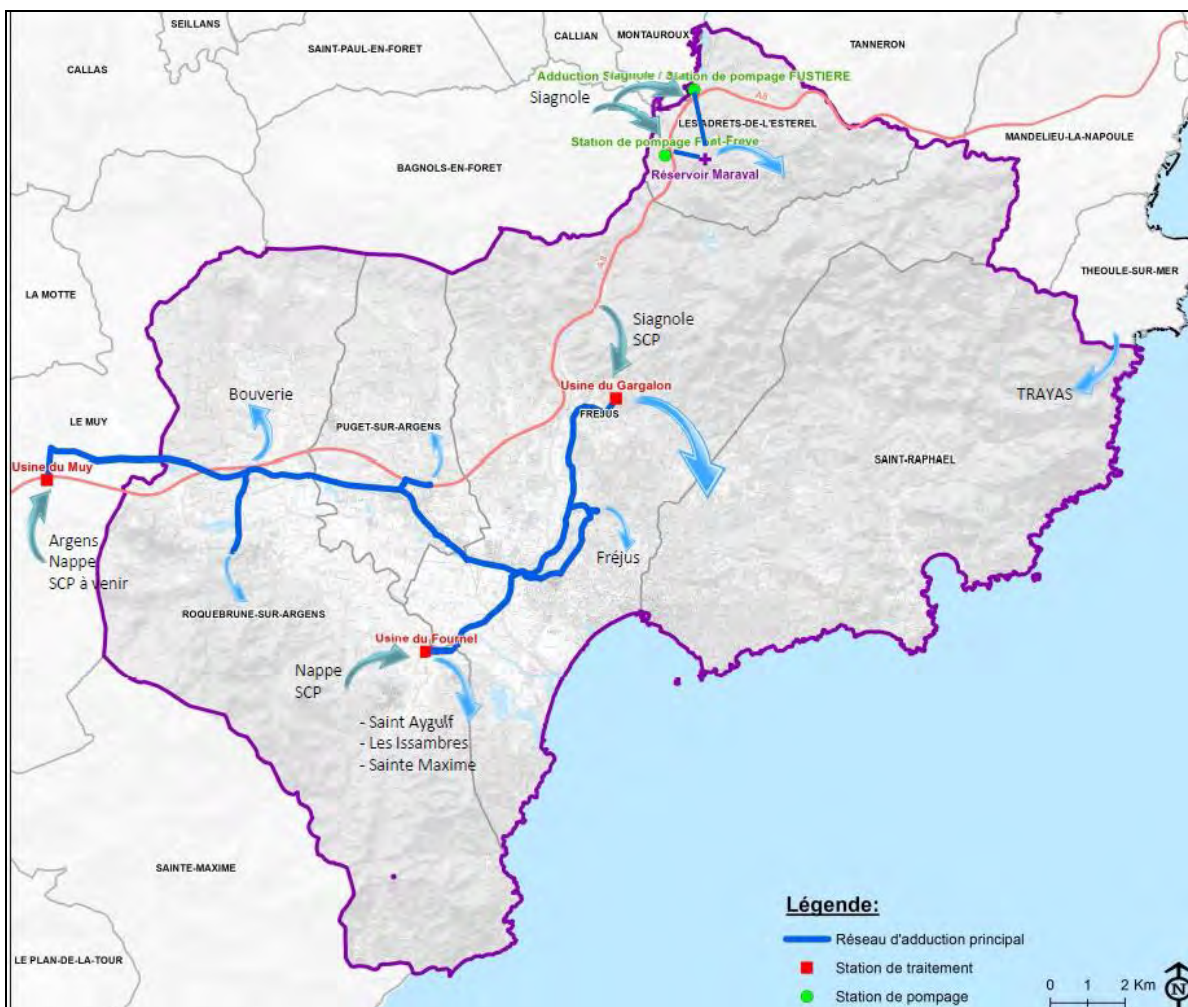 SEILLANS
CALLIAN
MONTAUROUX
TANNERON
SAINT-PAUL-EN-FORET
CALLAS
Adduction Siagnole / Station de pompage FUSTIERE
Siagnole
A8
LES ADRETS-DE-L'ESTEREL
MANDELIEU-LA-NAPOULE
Station de pompage Font-Freye
BAGNOLS-EN-FORET
Réservoir Maraval
A8
THEOULE-SUR-MER
LA MOTTE
Siagnole
SCP
Usine du Gargalon
FREJUS
Bouverie
TRAYAS
LE MUY
PUGET-SUR-ARGENS
SAINT-RAPHAEL
Usine du Muy
Argens
Nappe
SCP à venir
Fréjus
ROQUEBRUNE-SUR-ARGENS
Usine du Fournel
Nappe
SCP
- Saint Aygulf
- Les Issambres
- Sainte Maxime
SAINTE-MAXIME
LE PLAN-DE-LA-TOUR
Légende:
Réseau d'adduction principal
Station de traitement
Station de pompage
0 1 2 Km
N